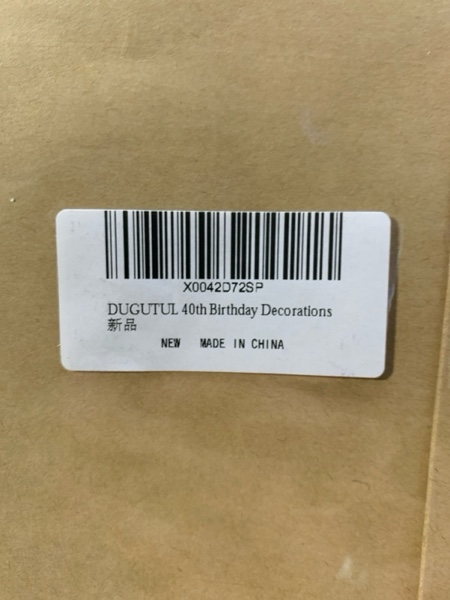 X0042D72SP
DUGUTUL 40th Birthday Decorations
新品
NEW MADE IN CHINA